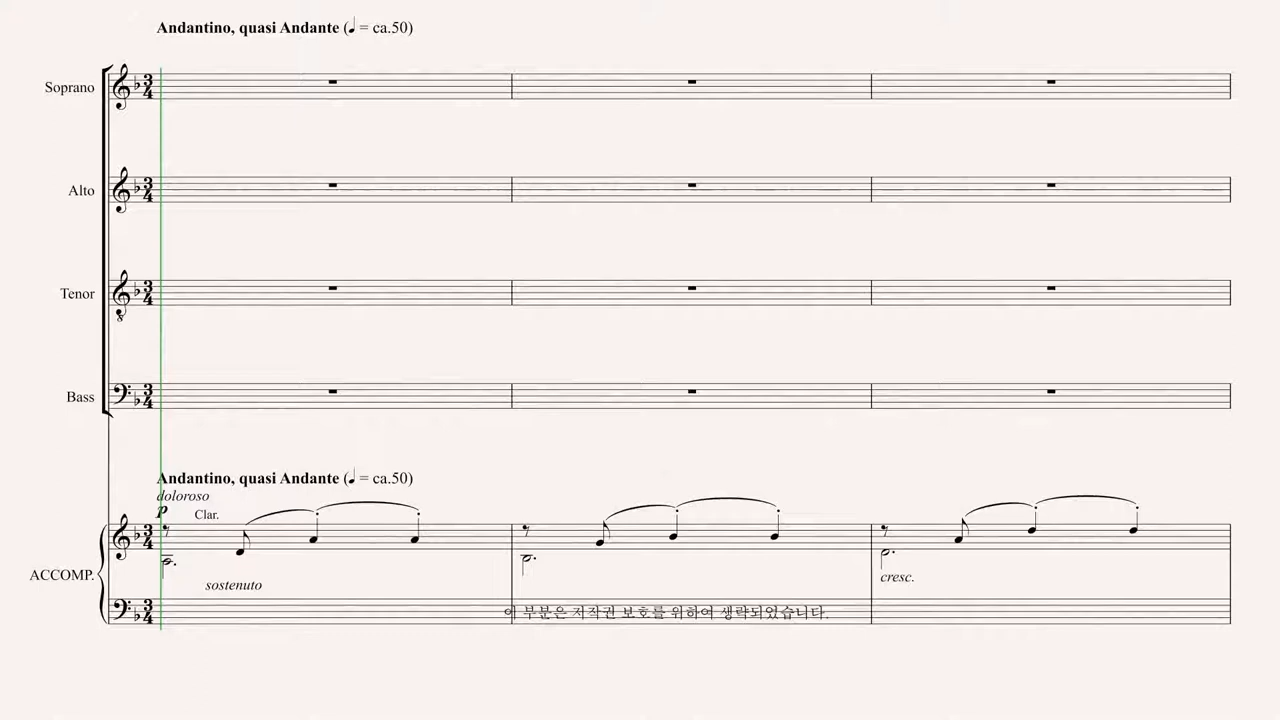 Andantino, quasi Andante (♩ = ca.50)
Soprano
Alto
Tenor
Bass
Andantino, quasi Andante (♩ = ca.50)
doloroso
p
Clar.
ACCOMP.
sostenuto
cresc.
이 부분은 저작권 보호를 위하여 생략되었습니다.